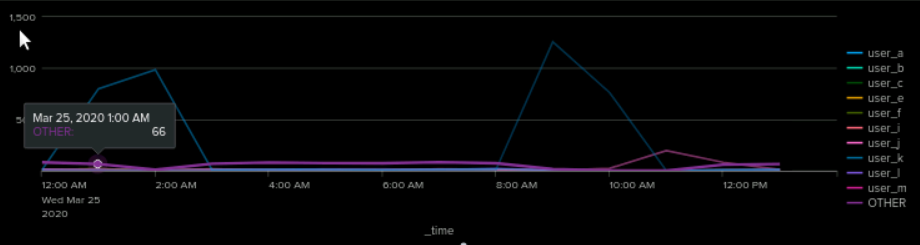 1,500
1,000
Mar 25, 2020 1:00 AM
OTHER: 66
12:00 AM
Wed Mar 25
2020
2:00 AM
4:00 AM
6:00 AM
8:00 AM
10:00 AM
12:00 PM
_time
user_a
user_b
user_c
user_e
user_f
user_i
user_j
user_k
user_l
user_m
OTHER